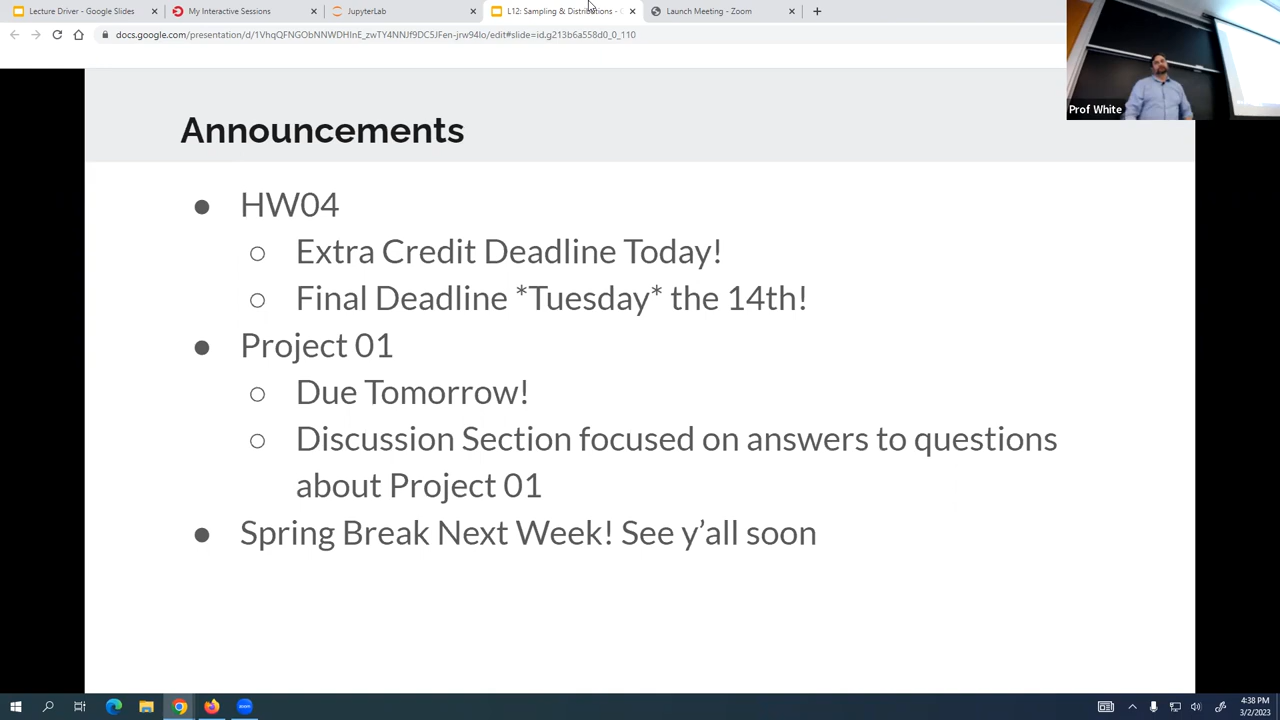 Lecture Driver - Google Slides
My Interactive Sessions
JupyterLab
L12: Sampling & Distributions -
Launch Meeting - Zoom
docs.google.com/presentation/d/1VhqQFNGObNNWDHInE_zwTY4NNJf9DC5JFen-jrw94Io/edit#slide=id.g213b6a558d0_0_110
Prof White
Announcements
● HW04
○ Extra Credit Deadline Today!
○ Final Deadline *Tuesday* the 14th!
● Project 01
○ Due Tomorrow!
○ Discussion Section focused on answers to questions
about Project 01
● Spring Break Next Week! See y’all soon
zoom
4:38 PM
3/2/2023